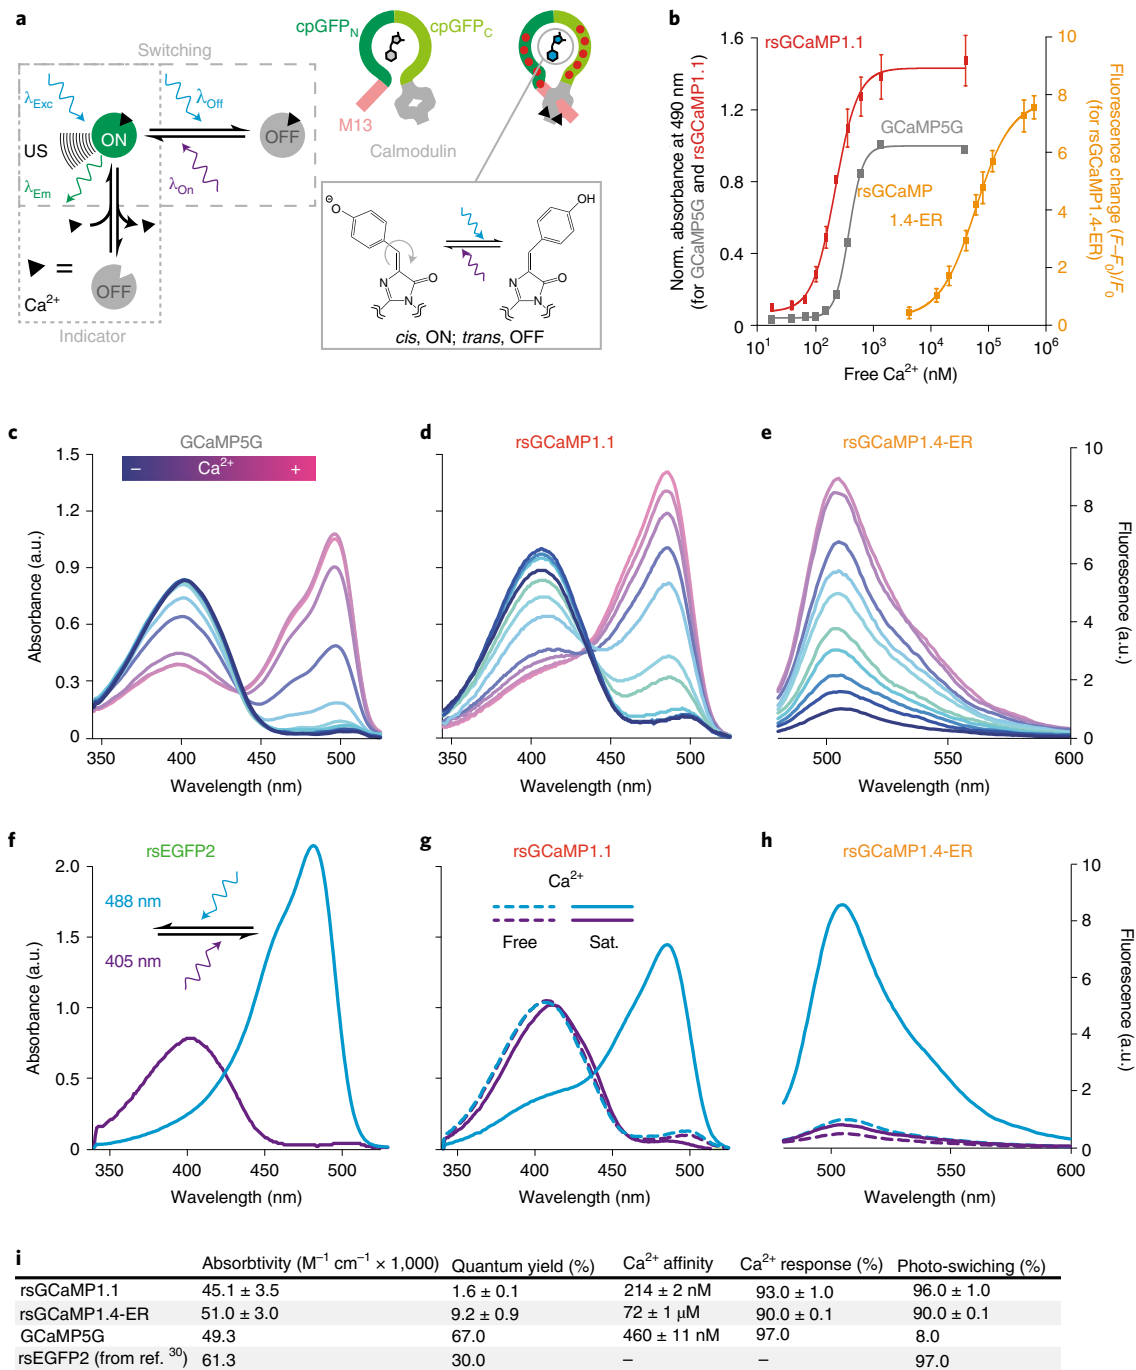 a
Switching
λExc
λOff
ON
OFF
US
λEm
λOn
Ca²⁺
=
OFF
Indicator
cpGFPN
cpGFPC
M13
Calmodulin
⊖
O
OH
N
O
N
N
O
N
cis, ON; trans, OFF
b
rsGCaMP1.1
GCaMP5G
rsGCaMP
1.4-ER
Norm. absorbance at 490 nm
(for GCaMP5G and rsGCaMP1.1)
1.6
1.2
0.8
0.4
0
10¹ 10² 10³ 10⁴ 10⁵ 10⁶
Free Ca²⁺ (nM)
10
8
6
4
2
0
Fluorescence change (F–F₀)/F₀
(for rsGCaMP1.4-ER)
c
GCaMP5G
– Ca²⁺ +
Absorbance (a.u.)
1.5
1.2
0.9
0.6
0.3
0
350 400 450 500
Wavelength (nm)
d
rsGCaMP1.1
350 400 450 500
Wavelength (nm)
e
rsGCaMP1.4-ER
10
8
6
4
2
0
Fluorescence (a.u.)
500 550 600
Wavelength (nm)
f
rsEGFP2
488 nm
405 nm
Absorbance (a.u.)
2.0
1.5
1.0
0.5
0
350 400 450 500
Wavelength (nm)
g
rsGCaMP1.1
Ca²⁺
Free Sat.
350 400 450 500
Wavelength (nm)
h
rsGCaMP1.4-ER
10
8
6
4
2
0
Fluorescence (a.u.)
500 550 600
Wavelength (nm)
i
Absorbtivity (M⁻¹ cm⁻¹ × 1,000) Quantum yield (%) Ca²⁺ affinity Ca²⁺ response (%) Photo-swiching (%)
rsGCaMP1.1 45.1 ± 3.5 1.6 ± 0.1 214 ± 2 nM 93.0 ± 1.0 96.0 ± 1.0
rsGCaMP1.4-ER 51.0 ± 3.0 9.2 ± 0.9 72 ± 1 μM 90.0 ± 0.1 90.0 ± 0.1
GCaMP5G 49.3 67.0 460 ± 11 nM 97.0 8.0
rsEGFP2 (from ref. ³⁰) 61.3 30.0 – – 97.0